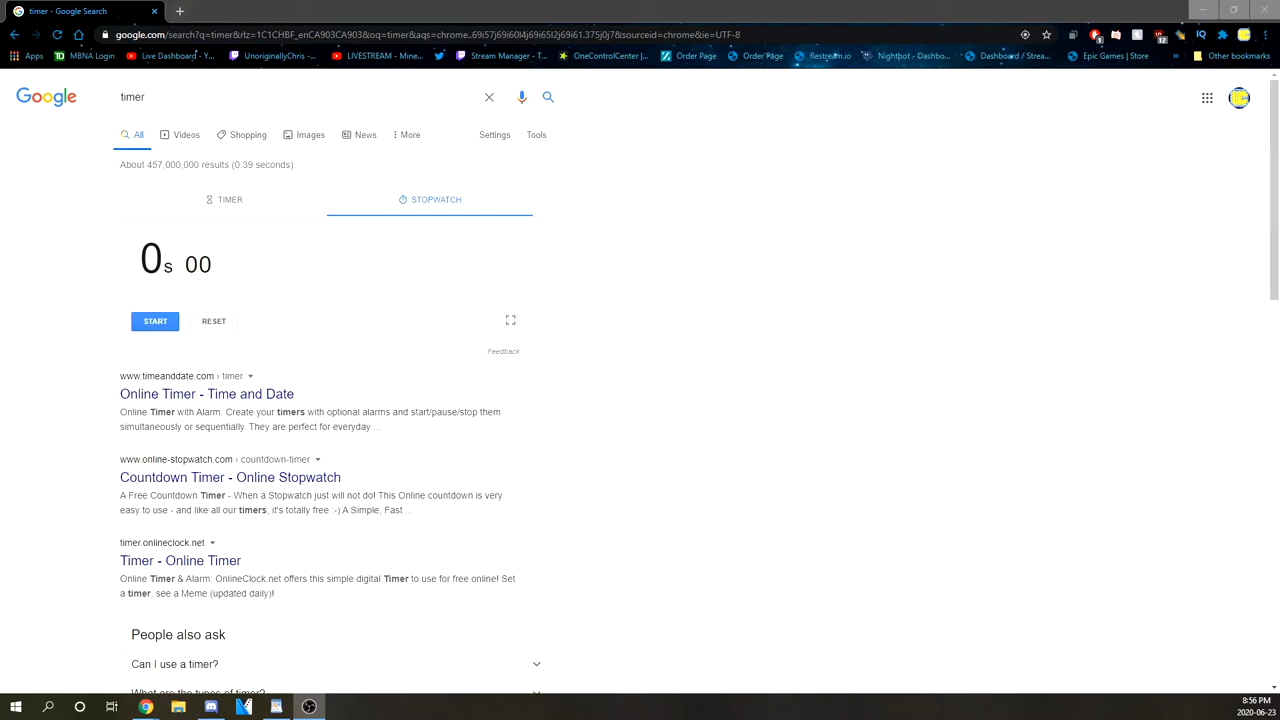 timer - Google Search
google.com/search?q=timer&rlz=1C1CHBF_enCA903CA903&oq=timer&aqs=chrome..69i57j69i60l4j69i65l2j69i61.375j0j7&sourceid=chrome&ie=UTF-8
Apps MBNA Login Live Dashboard - Y... UnoriginallyChris -... LIVESTREAM - Mine... Stream Manager - T... OneControlCenter |... Order Page Order Page Restream.io Nightbot - Dashbo... Dashboard / Strea... Epic Games | Store » Other bookmarks
Google timer
All Videos Shopping Images News More Settings Tools
About 457,000,000 results (0.39 seconds)
TIMER STOPWATCH
0s 00
START RESET
Feedback
www.timeanddate.com › timer
Online Timer - Time and Date
Online Timer with Alarm. Create your timers with optional alarms and start/pause/stop them
simultaneously or sequentially. They are perfect for everyday ...
www.online-stopwatch.com › countdown-timer
Countdown Timer - Online Stopwatch
A Free Countdown Timer - When a Stopwatch just will not do! This Online countdown is very
easy to use - and like all our timers, it's totally free :-) A Simple, Fast ...
timer.onlineclock.net
Timer - Online Timer
Online Timer & Alarm: OnlineClock.net offers this simple digital Timer to use for free online! Set
a timer, see a Meme (updated daily)!
People also ask
Can I use a timer?
What are the types of timer?
8:56 PM
2020-06-23